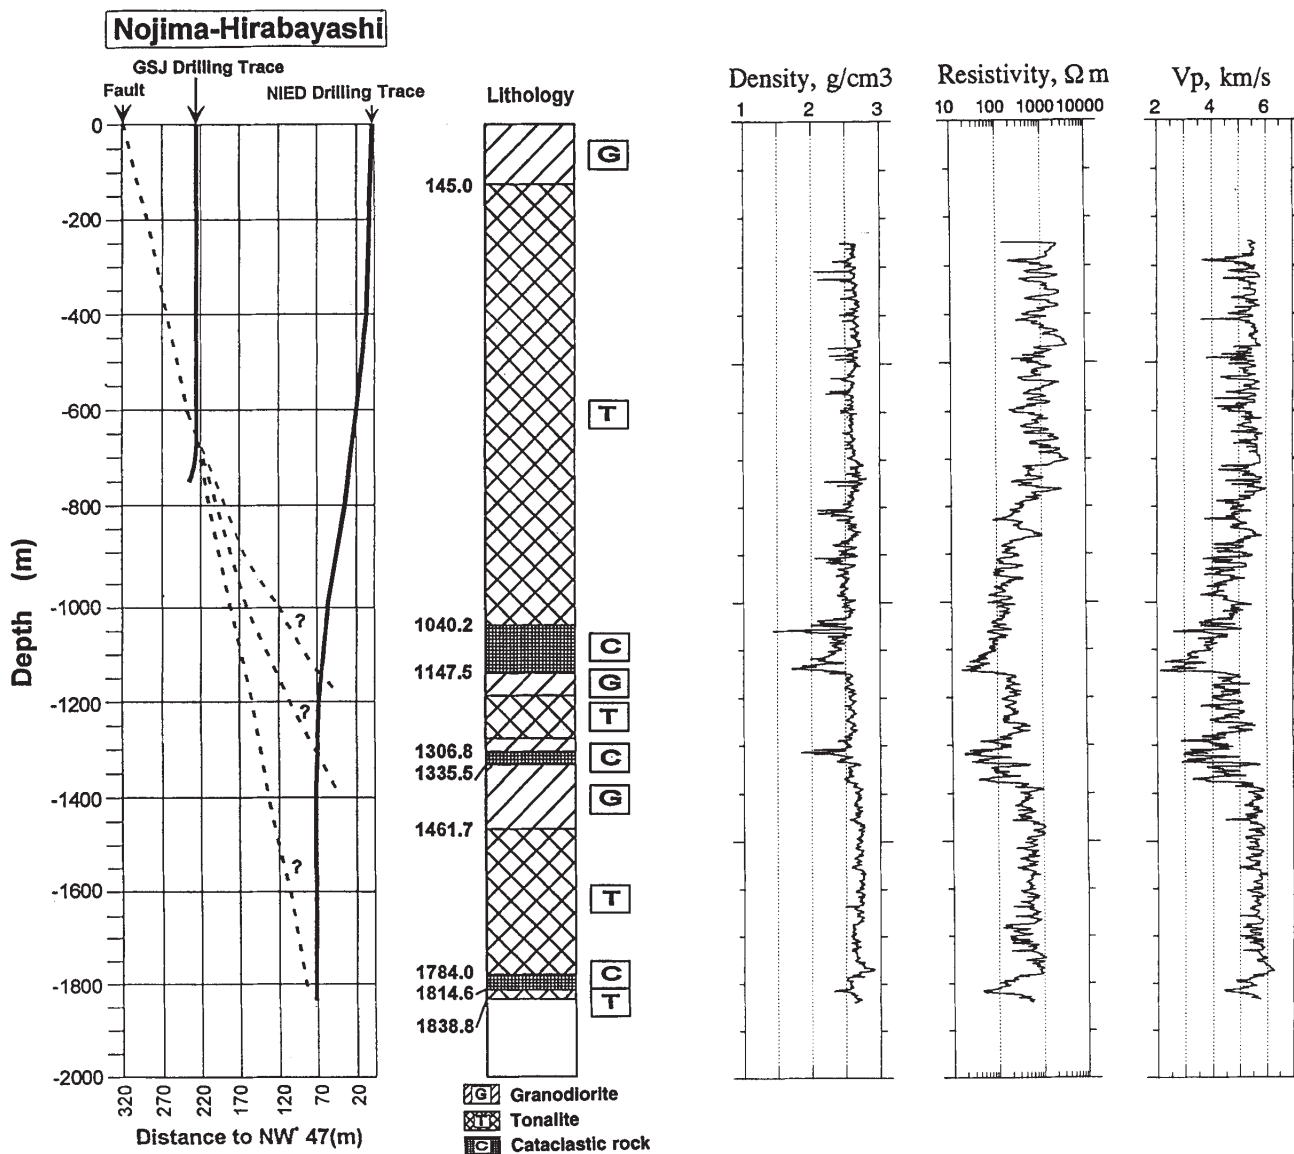 Nojima-Hirabayashi
GSJ Drilling Trace
Fault
NIED Drilling Trace
Lithology
Density, g/cm3
Resistivity, Ω m
Vp, km/s
1 2 3
10 100 1000 10000
2 4 6
0
-200
-400
-600
-800
-1000
-1200
-1400
-1600
-1800
-2000
Depth (m)
?
?
?
320 270 220 170 120 70 20
Distance to NW° 47(m)
145.0
1040.2
1147.5
1306.8
1335.5
1461.7
1784.0
1814.6
1838.8
G
T
C
G
T
C
G
T
C
T
G Granodiorite
T Tonalite
C Cataclastic rock